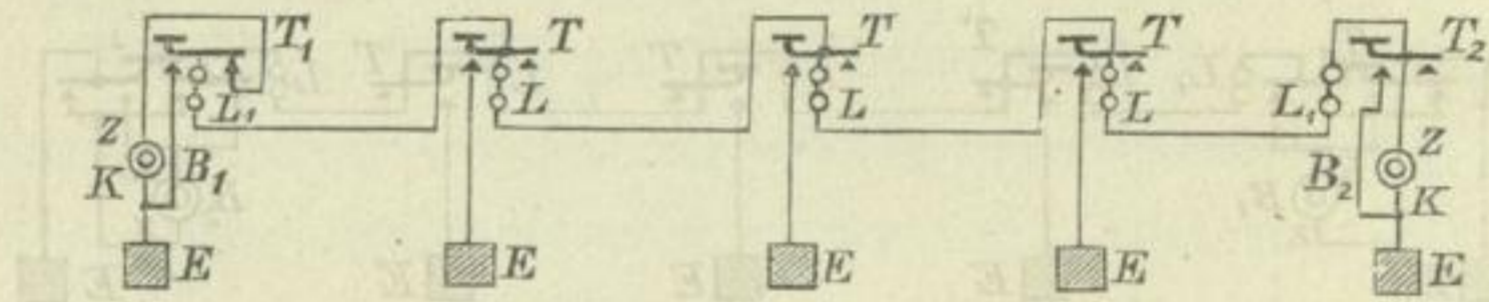 T₁ T T T T₂
L₁ L L L L₁
Z B₁ B₂ Z
K K
E E E E E